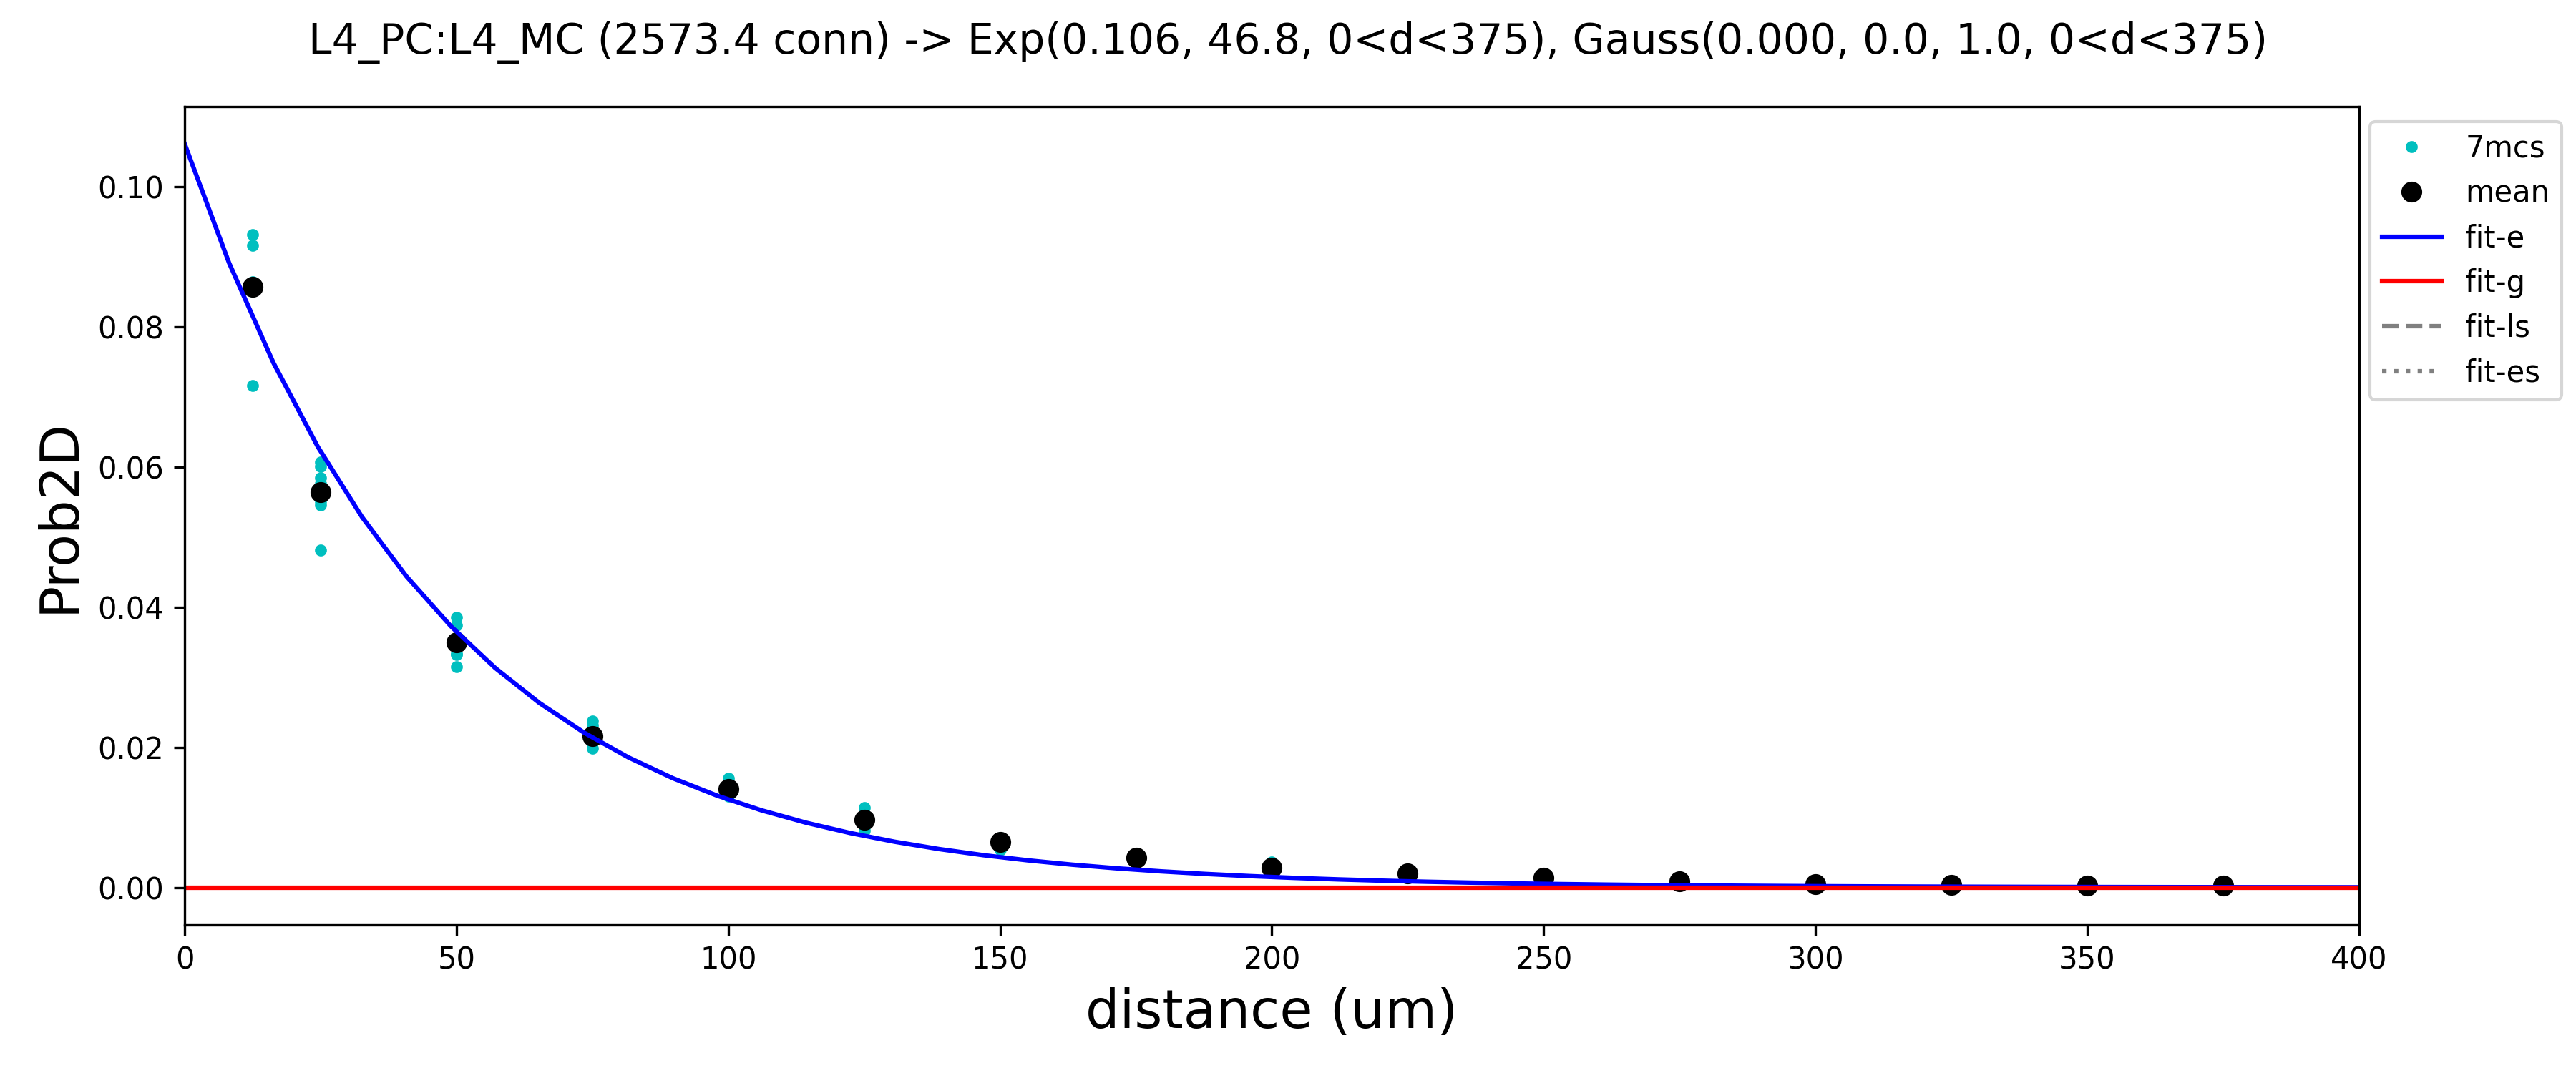 L4_PC:L4_MC (2573.4 conn) -> Exp(0.106, 46.8, 0<d<375), Gauss(0.000, 0.0, 1.0, 0<d<375)
7mcs
mean
fit-e
fit-g
fit-ls
fit-es
Prob2D
0.10
0.08
0.06
0.04
0.02
0.00
0 50 100 150 200 250 300 350 400
distance (um)